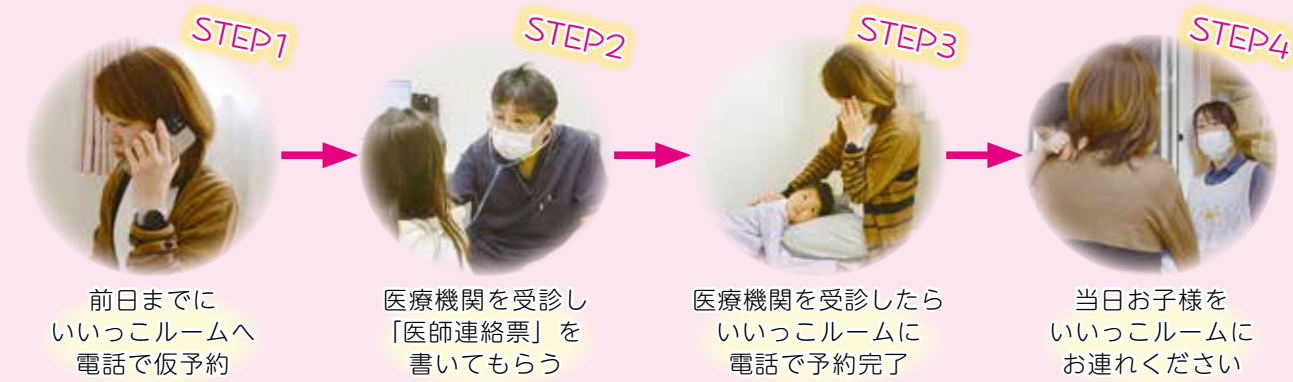 STEP1
前日までに
いいっこルームへ
電話で仮予約
STEP2
医療機関を受診し
「医師連絡票」を
書いてもらう
STEP3
医療機関を受診したら
いいっこルームに
電話で予約完了
STEP4
当日お子様を
いいっこルームに
お連れください